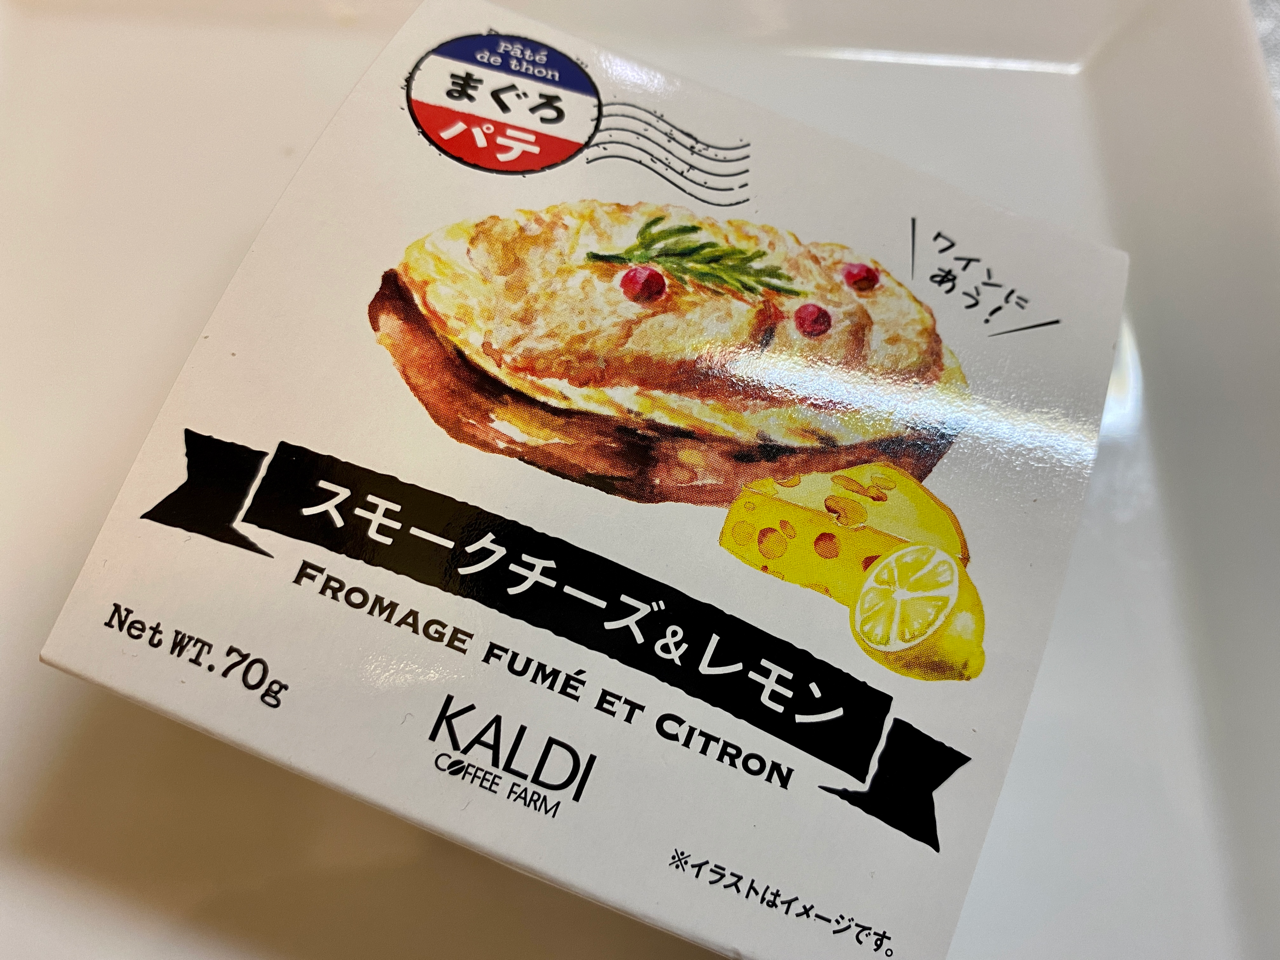 Pâté
de thon
まぐろ
パテ
ワインに
あう!
スモークチーズ&レモン
FROMAGE FUMÉ ET CITRON
Net WT. 70g
KALDI
COFFEE FARM
※イラストはイメージです。